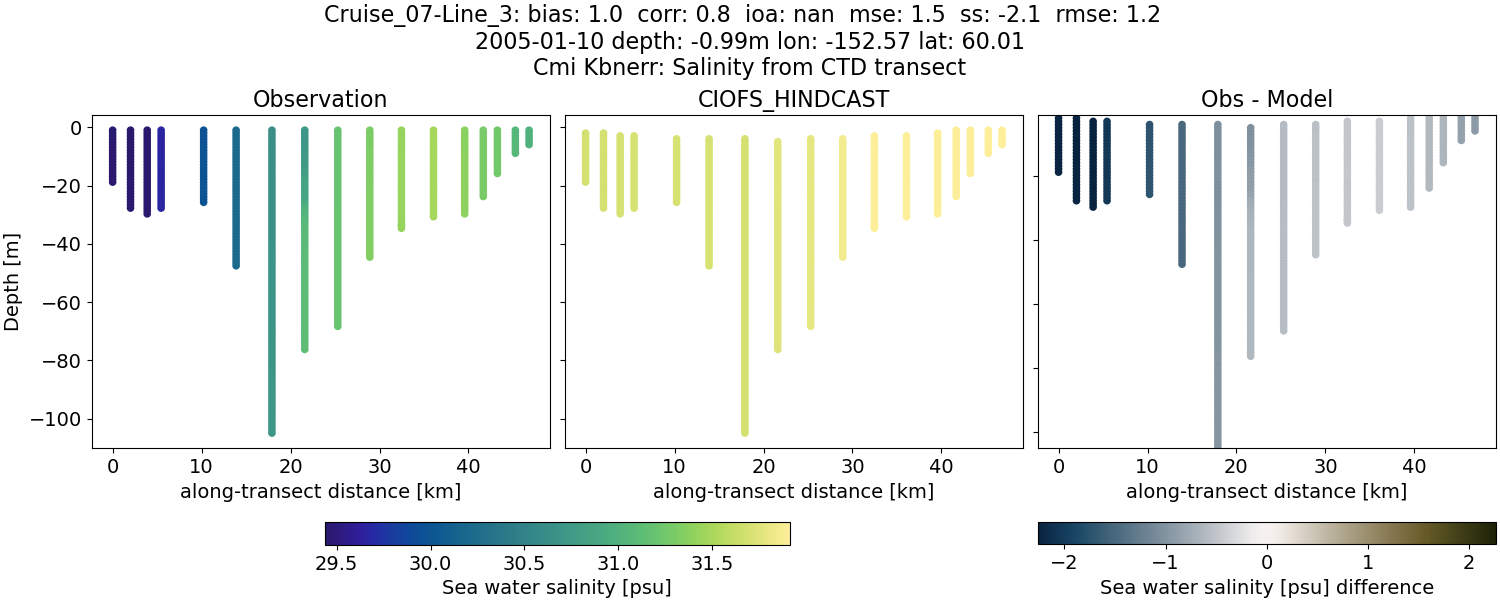 Cruise_07-Line_3: bias: 1.0  corr: 0.8  ioa: nan  mse: 1.5  ss: -2.1  rmse: 1.2
2005-01-10 depth: -0.99m lon: -152.57 lat: 60.01
Cmi Kbnerr: Salinity from CTD transect
Observation
CIOFS_HINDCAST
Obs - Model
Depth [m]
0
−20
−40
−60
−80
−100
0 10 20 30 40
0 10 20 30 40
0 10 20 30 40
along-transect distance [km]
along-transect distance [km]
along-transect distance [km]
29.5 30.0 30.5 31.0 31.5
Sea water salinity [psu]
−2 −1 0 1 2
Sea water salinity [psu] difference